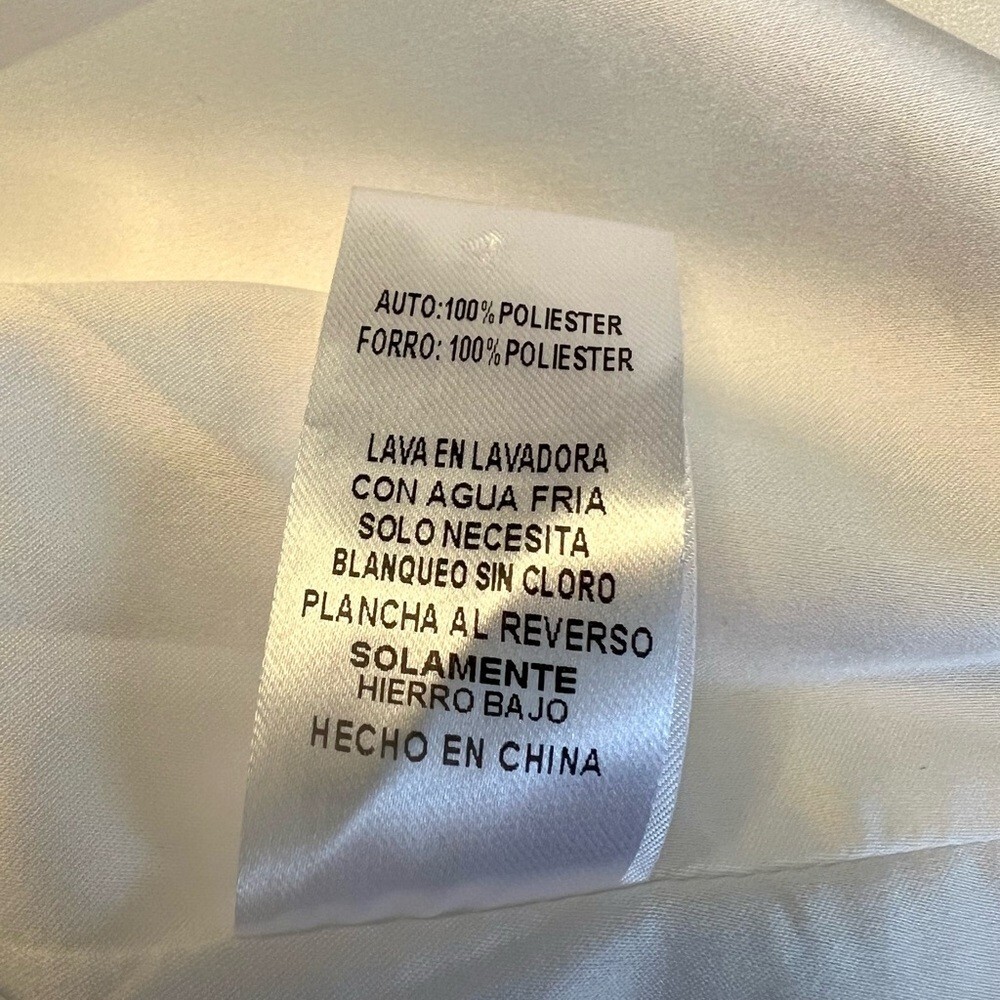 AUTO:100% POLIESTER
FORRO: 100% POLIESTER
LAVA EN LAVADORA
CON AGUA FRIA
SOLO NECESITA
BLANQUEO SIN CLORO
PLANCHA AL REVERSO
SOLAMENTE
HIERRO BAJO
HECHO EN CHINA